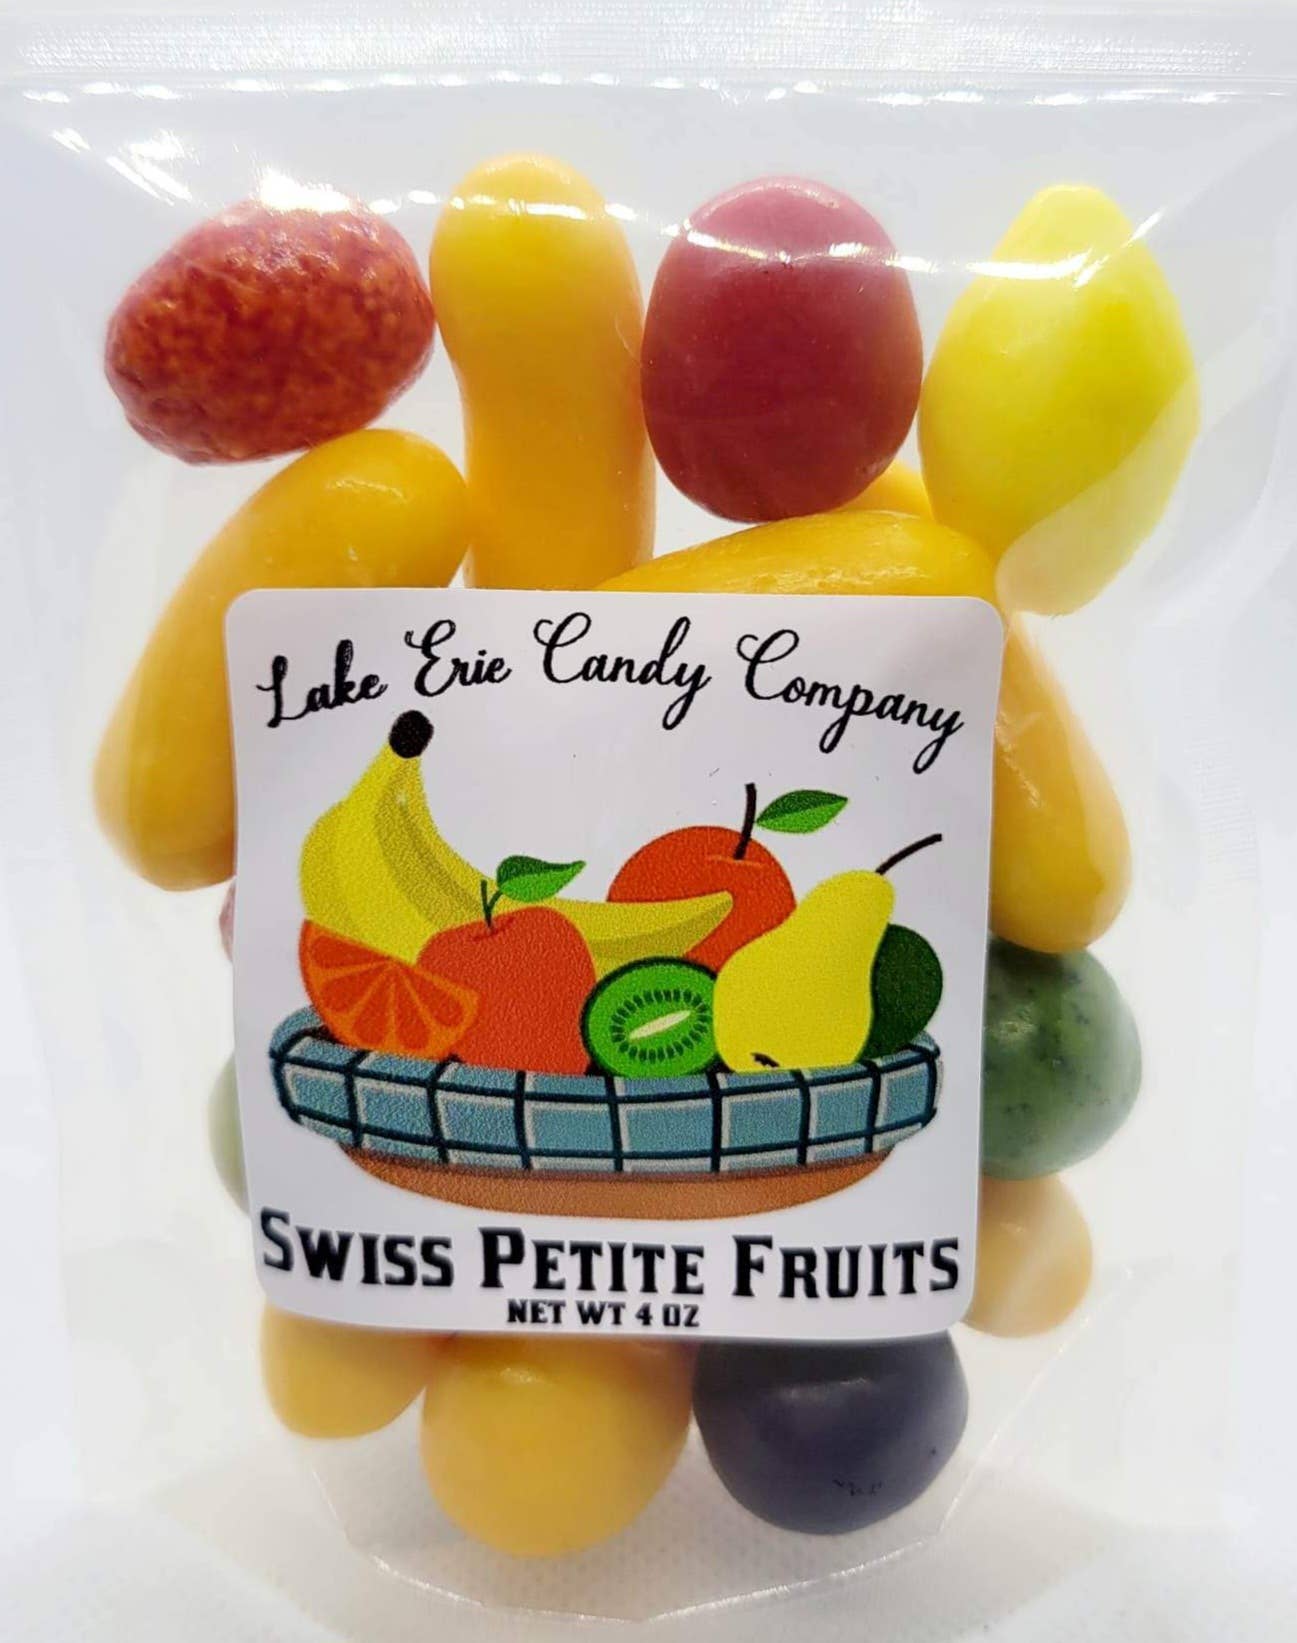 Lake Erie Candy Company
Swiss Petite Fruits
NET WT 4 OZ